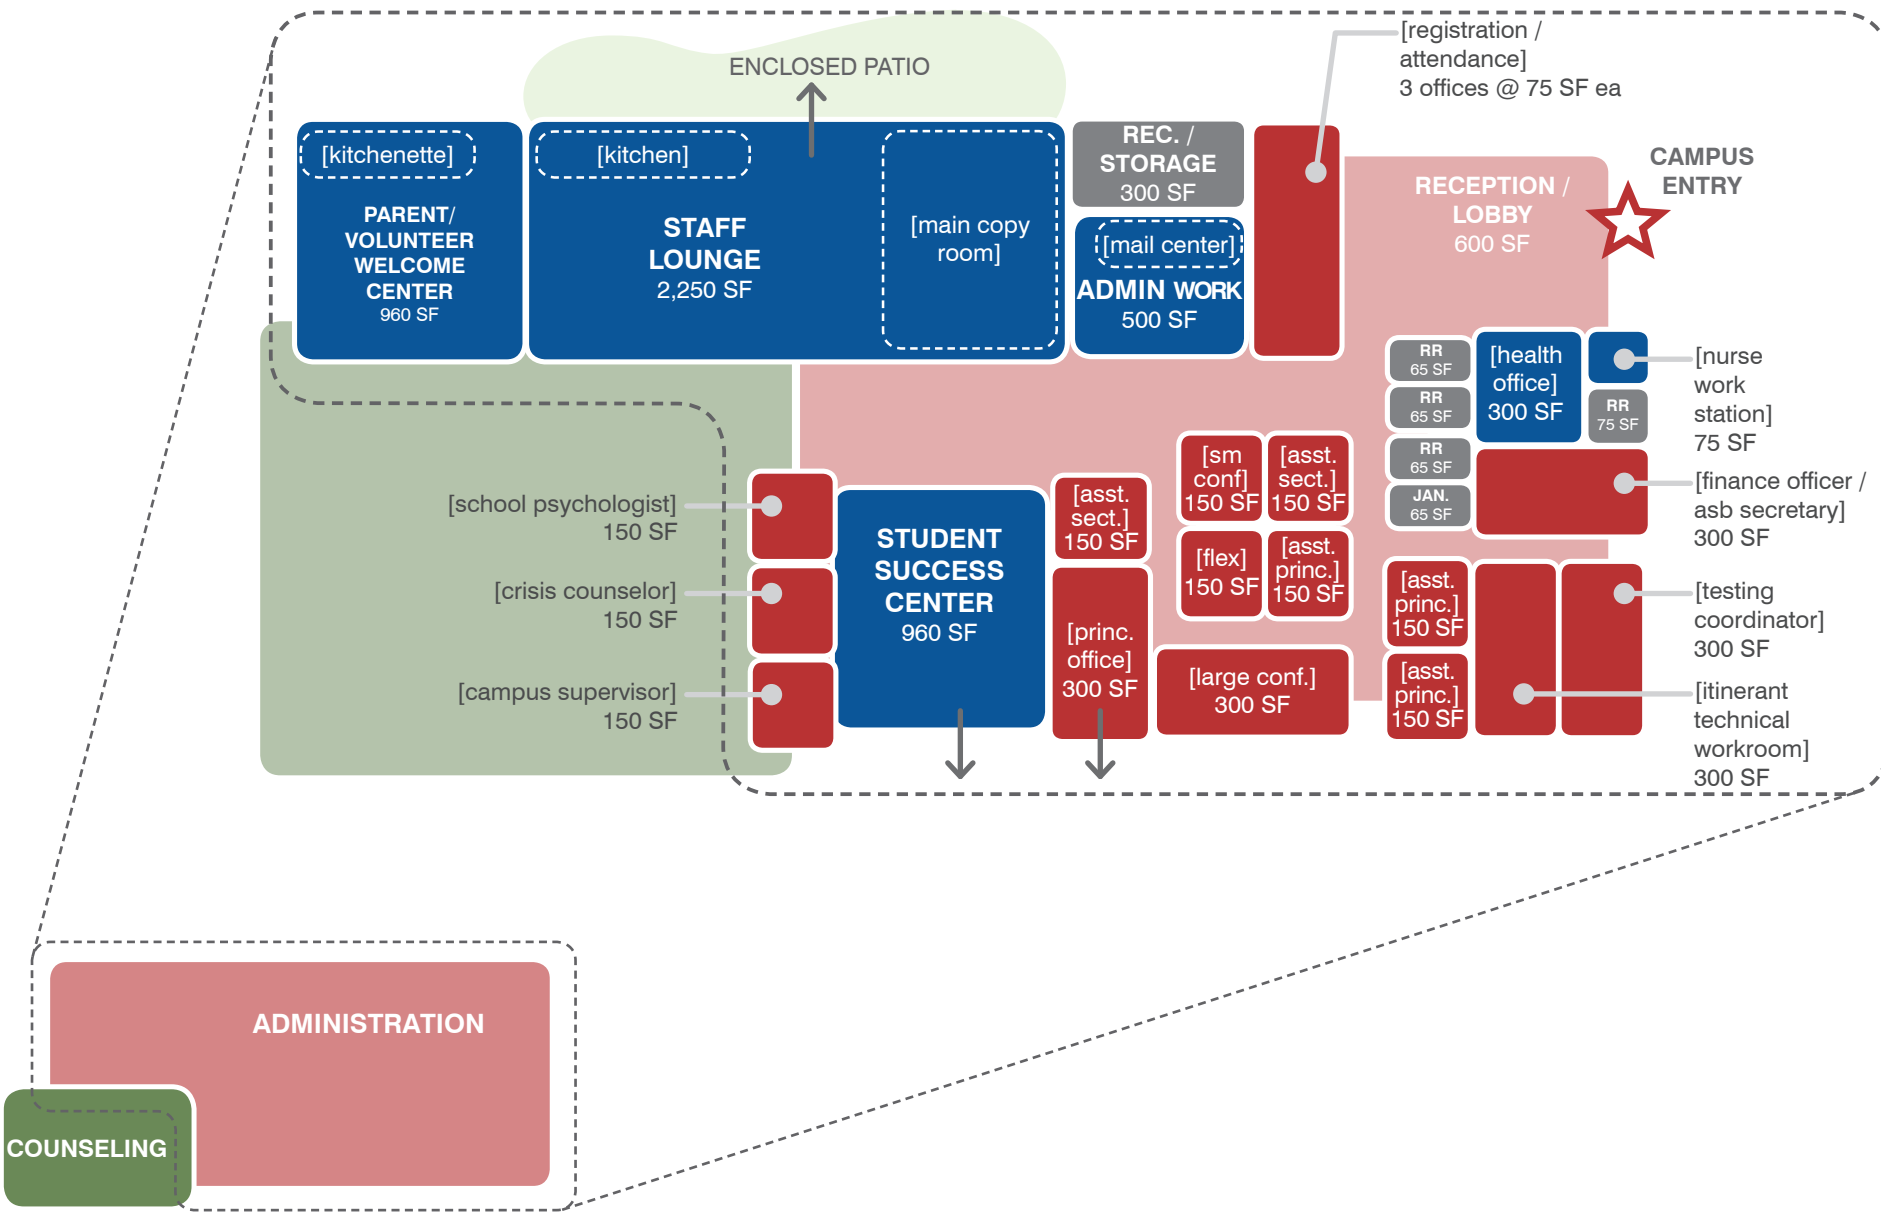 [registration /
attendance]
3 offices @ 75 SF ea
ENCLOSED PATIO
[kitchenette]
PARENT/
VOLUNTEER
WELCOME
CENTER
960 SF
[kitchen]
STAFF
LOUNGE
2,250 SF
[main copy
room]
REC. /
STORAGE
300 SF
[mail center]
ADMIN WORK
500 SF
RECEPTION /
LOBBY
600 SF
CAMPUS
ENTRY
RR
65 SF
RR
65 SF
RR
65 SF
JAN.
65 SF
[health
office]
300 SF
RR
75 SF
[nurse
work
station]
75 SF
[finance officer /
asb secretary]
300 SF
[school psychologist]
150 SF
[crisis counselor]
150 SF
[campus supervisor]
150 SF
STUDENT
SUCCESS
CENTER
960 SF
[asst.
sect.]
150 SF
[princ.
office]
300 SF
[sm
conf]
150 SF
[asst.
sect.]
150 SF
[flex]
150 SF
[asst.
princ.]
150 SF
[large conf.]
300 SF
[asst.
princ.]
150 SF
[asst.
princ.]
150 SF
[testing
coordinator]
300 SF
[itinerant
technical
workroom]
300 SF
ADMINISTRATION
COUNSELING